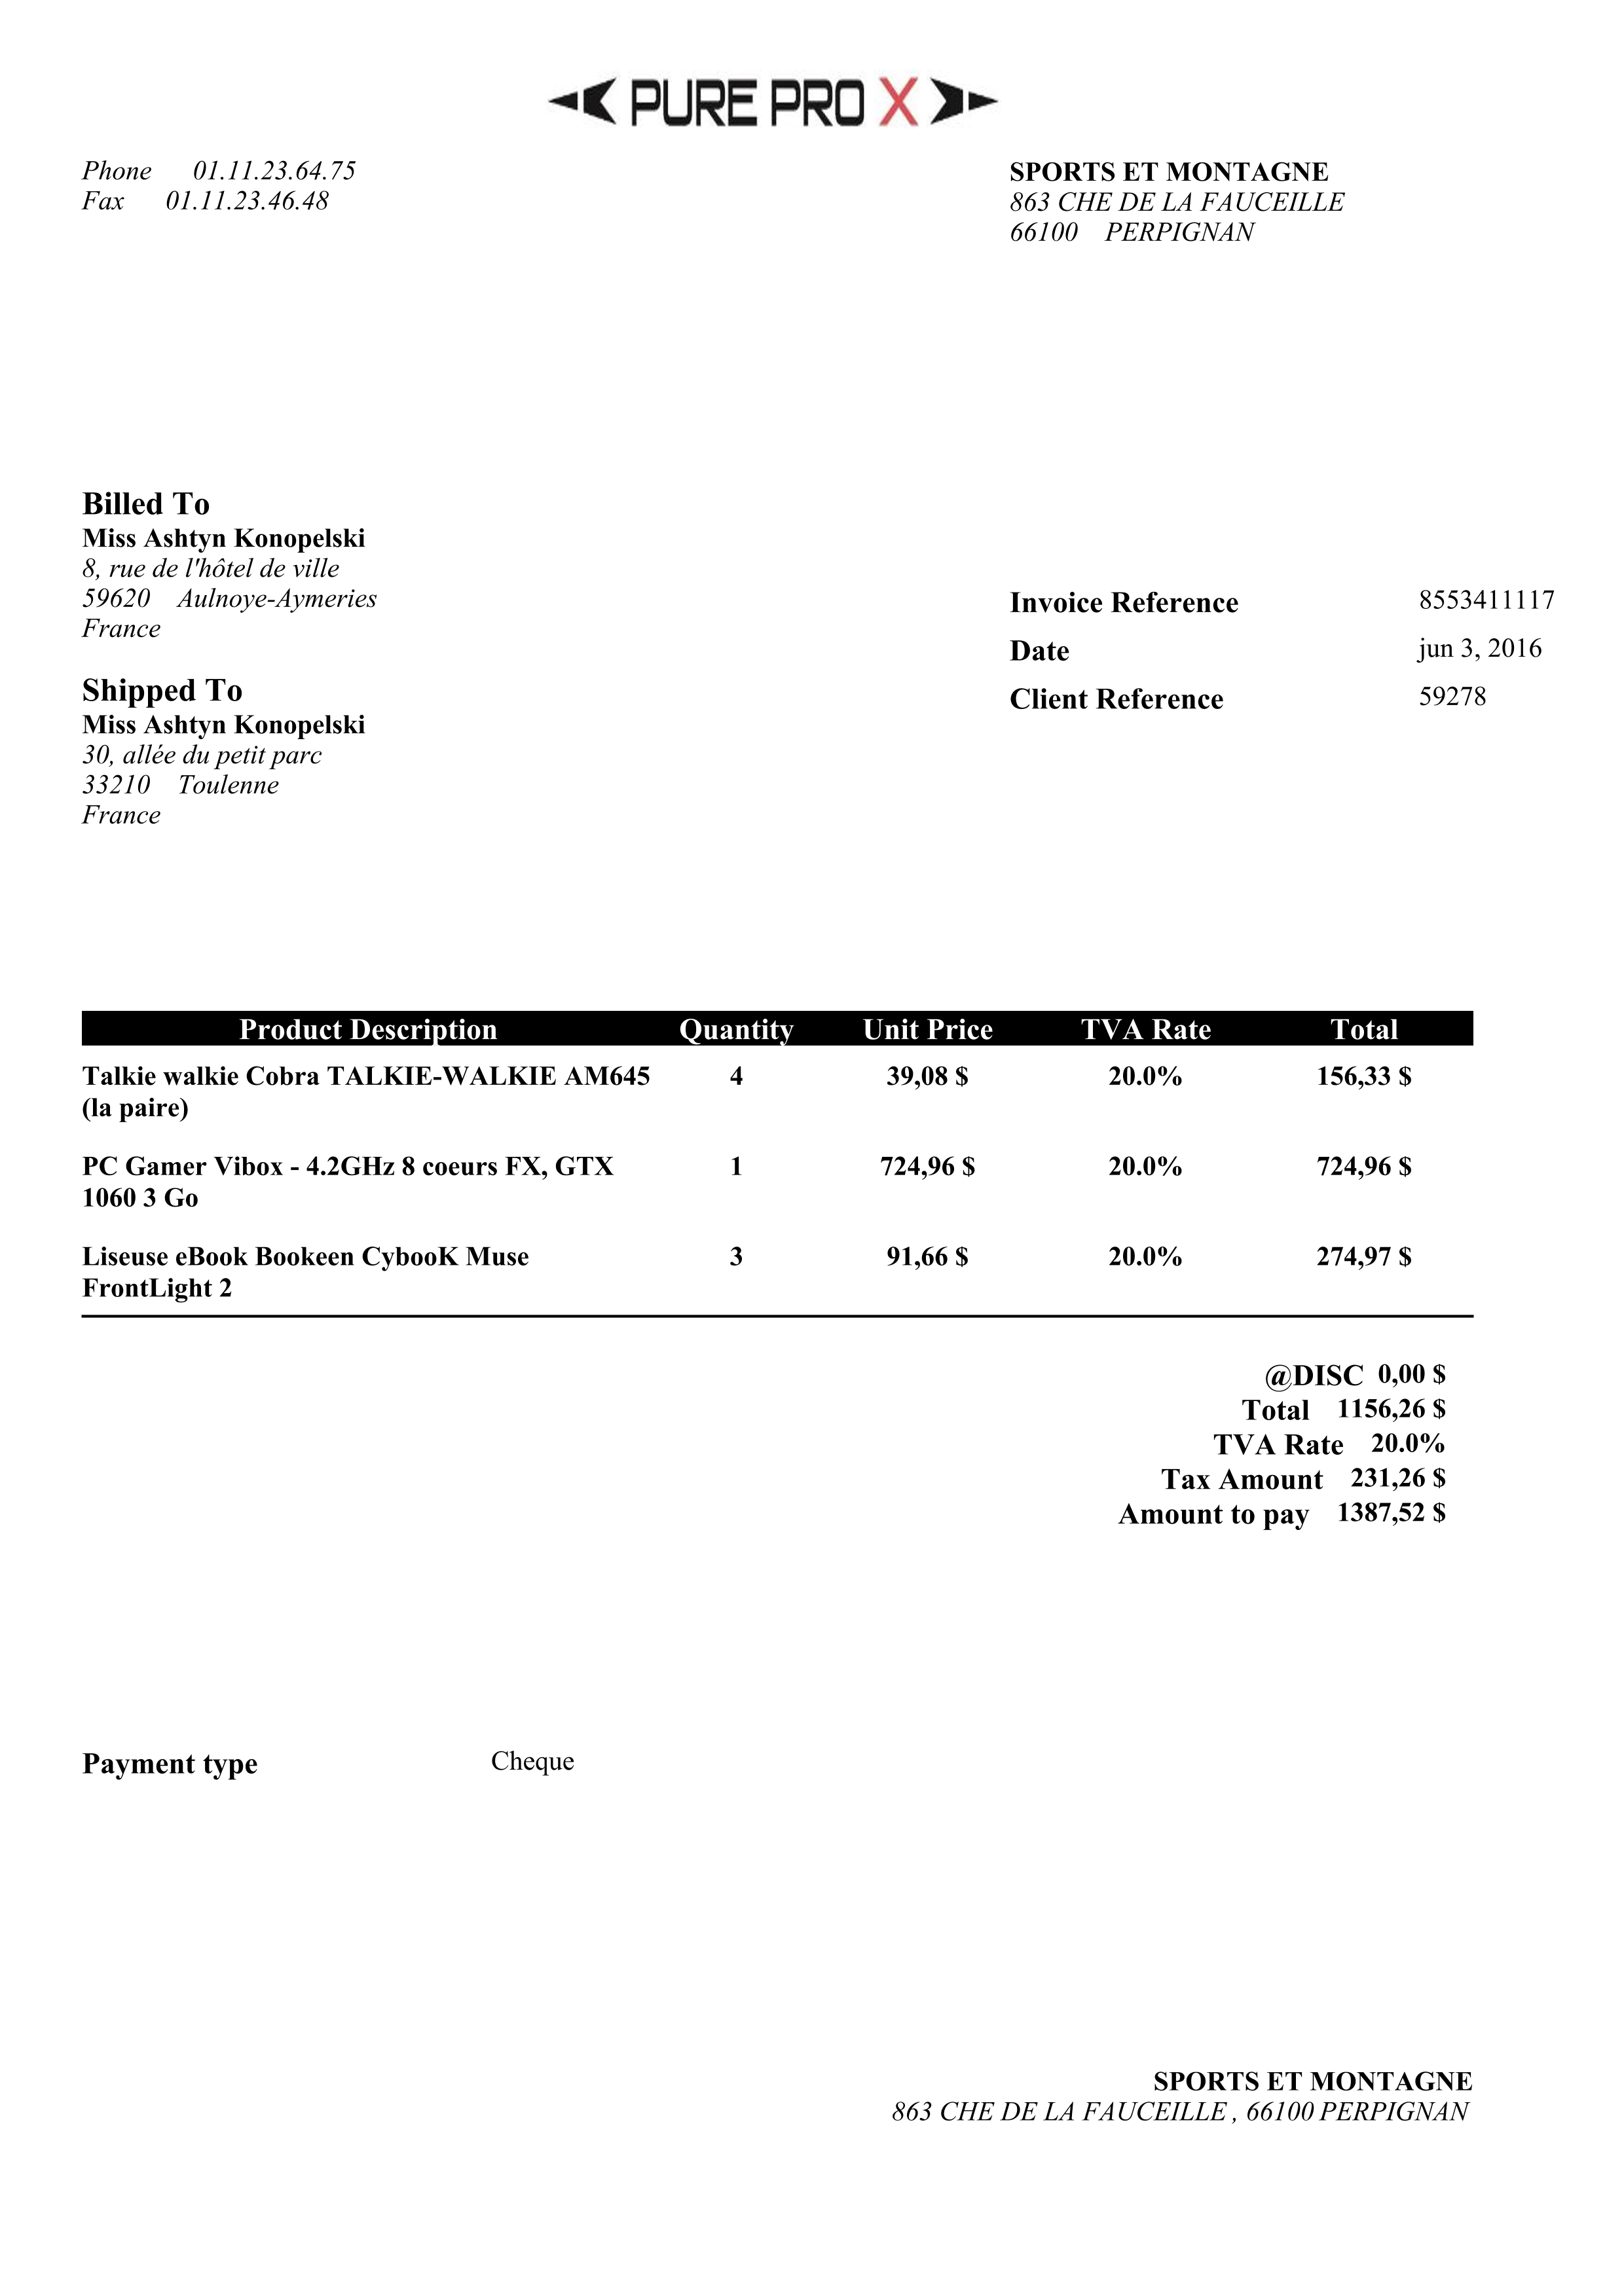 PURE PRO X
Phone 01.11.23.64.75
Fax 01.11.23.46.48
SPORTS ET MONTAGNE
863 CHE DE LA FAUCEILLE
66100 PERPIGNAN
Billed To
Miss Ashtyn Konopelski
8, rue de l'hôtel de ville
59620 Aulnoye-Aymeries
France
Shipped To
Miss Ashtyn Konopelski
30, allée du petit parc
33210 Toulenne
France
Invoice Reference 8553411117
Date jun 3, 2016
Client Reference 59278
Product Description Quantity Unit Price TVA Rate Total
Talkie walkie Cobra TALKIE-WALKIE AM645 4 39,08 $ 20.0% 156,33 $
(la paire)
PC Gamer Vibox - 4.2GHz 8 coeurs FX, GTX 1 724,96 $ 20.0% 724,96 $
1060 3 Go
Liseuse eBook Bookeen CybooK Muse 3 91,66 $ 20.0% 274,97 $
FrontLight 2
@DISC 0,00 $
Total 1156,26 $
TVA Rate 20.0%
Tax Amount 231,26 $
Amount to pay 1387,52 $
Payment type Cheque
SPORTS ET MONTAGNE
863 CHE DE LA FAUCEILLE , 66100 PERPIGNAN